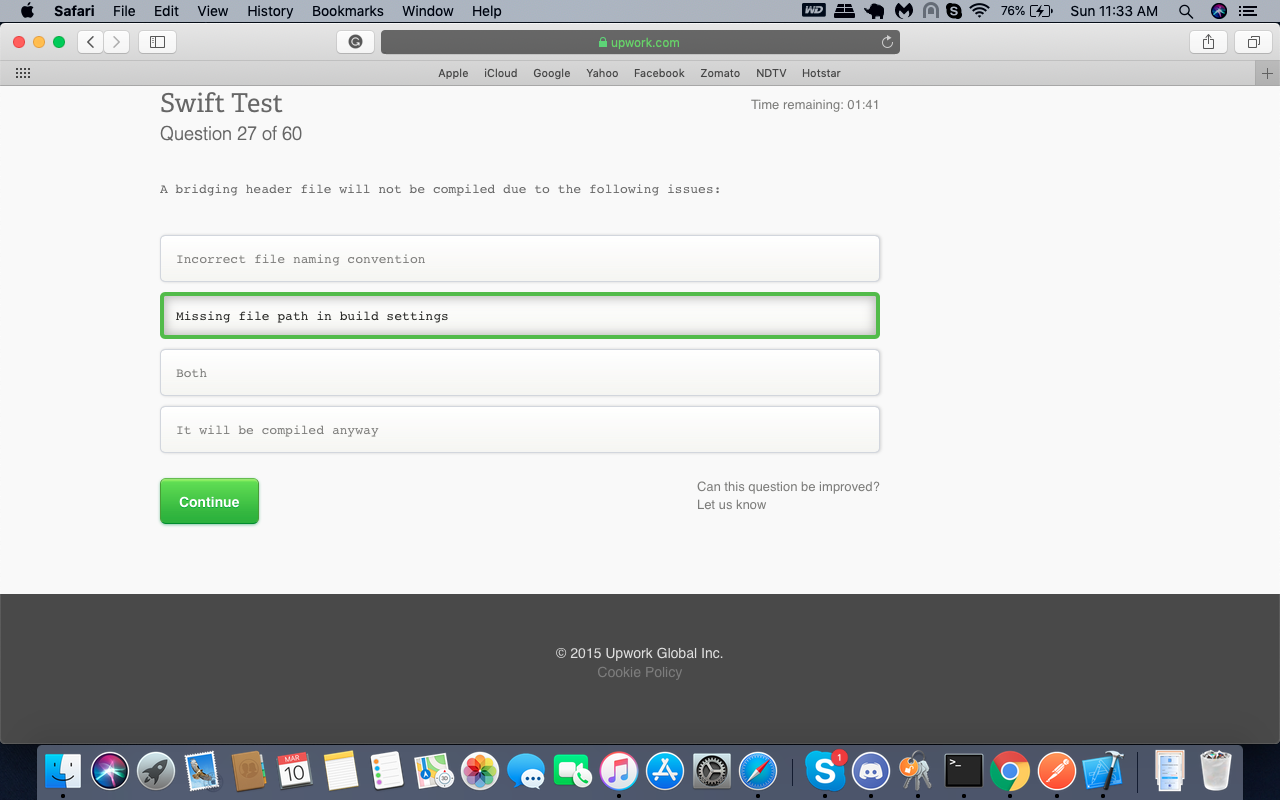 Safari File Edit View History Bookmarks Window Help WD S 76% Sun 11:33 AM
G upwork.com
Apple iCloud Google Yahoo Facebook Zomato NDTV Hotstar +
Swift Test
Time remaining: 01:41
Question 27 of 60
A bridging header file will not be compiled due to the following issues:
Incorrect file naming convention
Missing file path in build settings
Both
It will be compiled anyway
Continue
Can this question be improved?
Let us know
© 2015 Upwork Global Inc.
Cookie Policy
MAR
10
S 1
>_